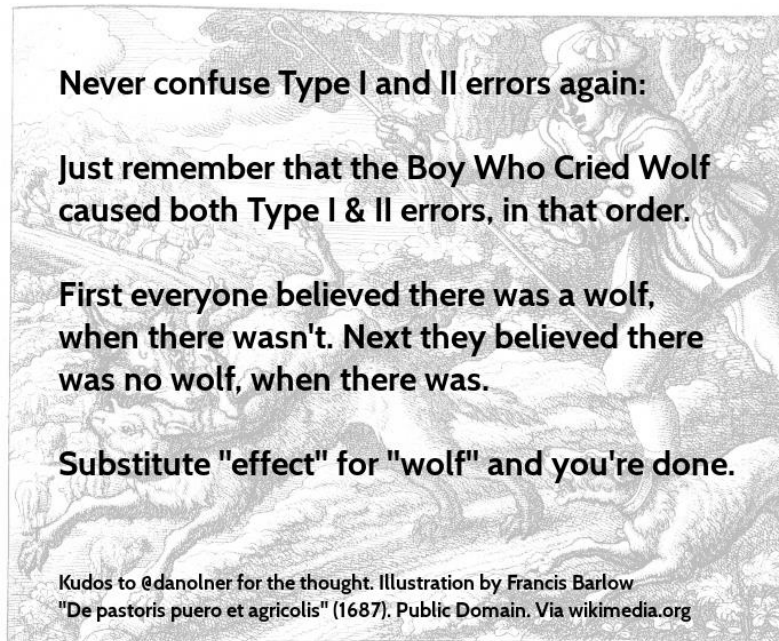 Never confuse Type I and II errors again:
Just remember that the Boy Who Cried Wolf
caused both Type I & II errors, in that order.
First everyone believed there was a wolf,
when there wasn't. Next they believed there
was no wolf, when there was.
Substitute "effect" for "wolf" and you're done.
Kudos to @danolner for the thought. Illustration by Francis Barlow
"De pastoris puero et agricolis" (1687). Public Domain. Via wikimedia.org